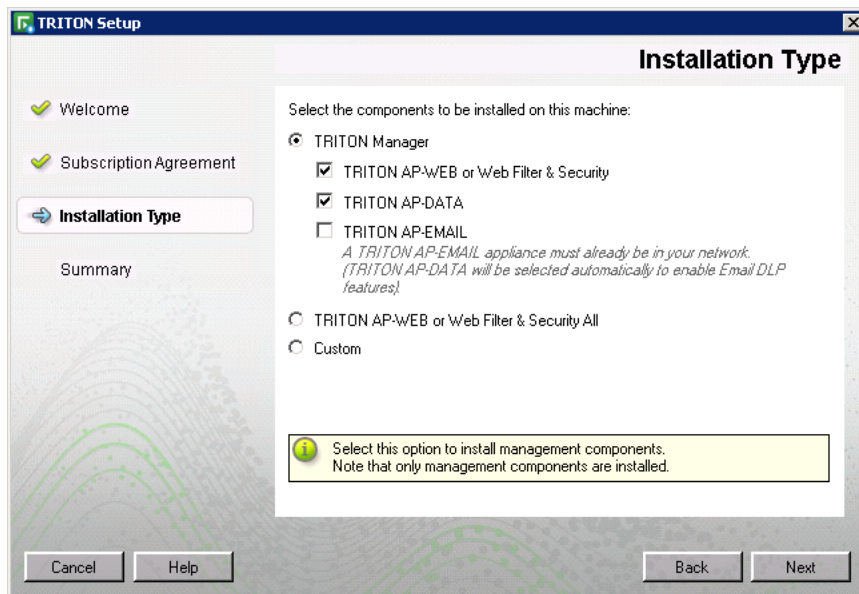 TRITON Setup
Installation Type
Welcome
Subscription Agreement
Installation Type
Summary
Select the components to be installed on this machine:
TRITON Manager
TRITON AP-WEB or Web Filter & Security
TRITON AP-DATA
TRITON AP-EMAIL
A TRITON AP-EMAIL appliance must already be in your network.
(TRITON AP-DATA will be selected automatically to enable Email DLP
features).
TRITON AP-WEB or Web Filter & Security All
Custom
Select this option to install management components.
Note that only management components are installed.
Cancel
Help
Back
Next